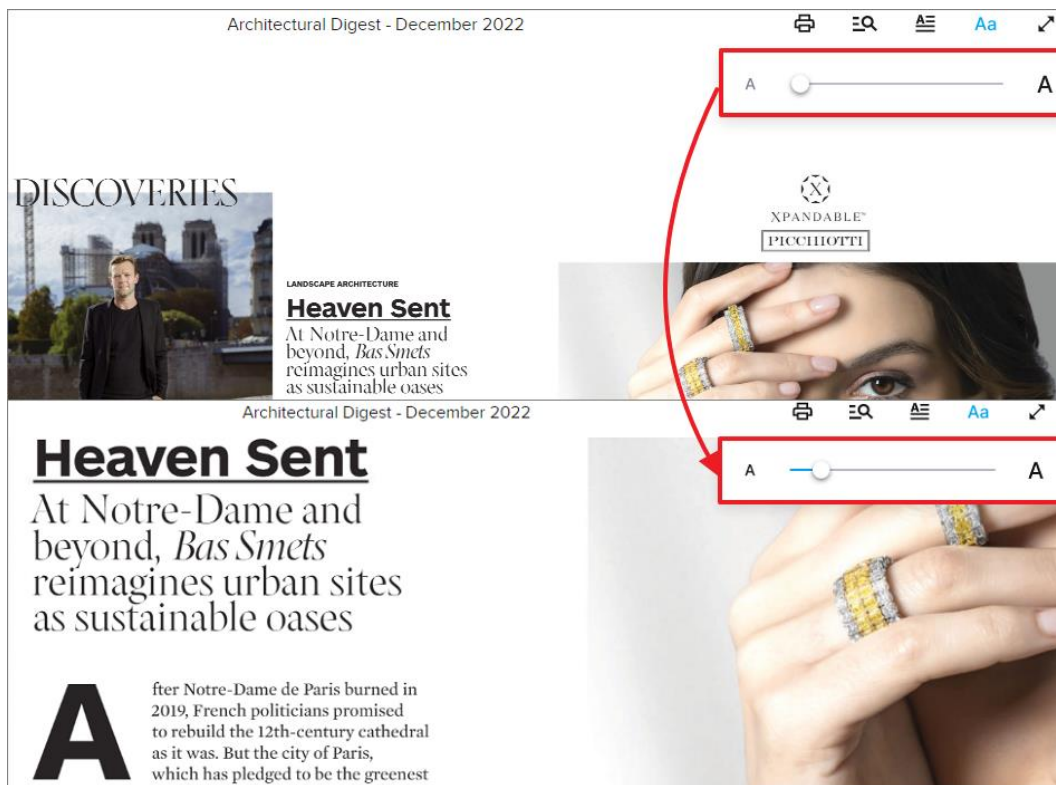 Architectural Digest - December 2022
Aa
A A
DISCOVERIES
XPANDABLE™
PICCHIOTTI
LANDSCAPE ARCHITECTURE
Heaven Sent
At Notre-Dame and
beyond, Bas Smets
reimagines urban sites
as sustainable oases
Architectural Digest - December 2022
Aa
A A
Heaven Sent
At Notre-Dame and
beyond, Bas Smets
reimagines urban sites
as sustainable oases
After Notre-Dame de Paris burned in
2019, French politicians promised
to rebuild the 12th-century cathedral
as it was. But the city of Paris,
which has pledged to be the greenest